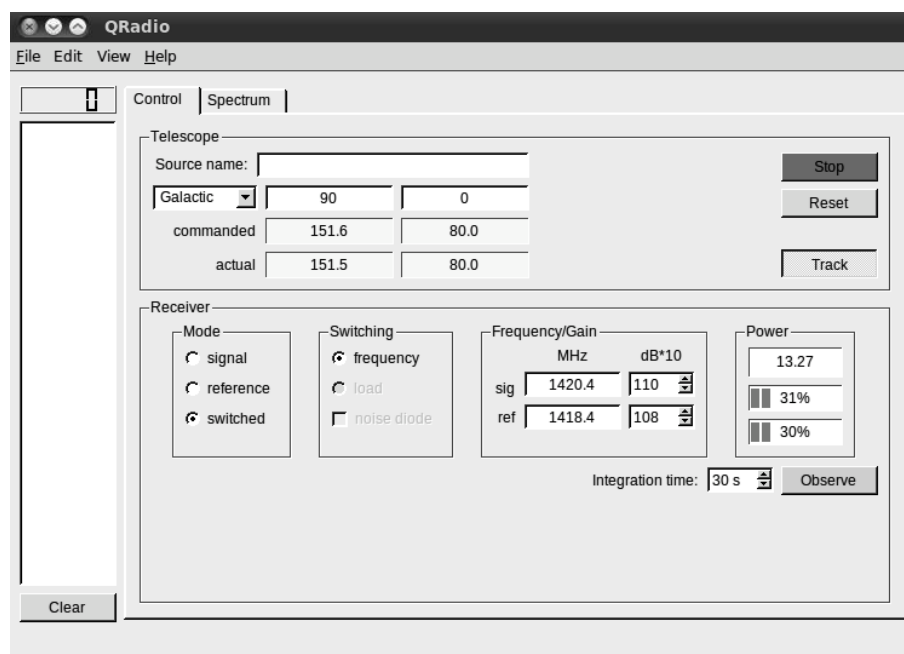 QRadio
File Edit View Help
0
Control Spectrum
Telescope
Source name:
Stop
Galactic 90 0
Reset
commanded 151.6 80.0
actual 151.5 80.0
Track
Receiver
Mode
signal
reference
switched
Switching
frequency
load
noise diode
Frequency/Gain
MHz dB*10
sig 1420.4 110
ref 1418.4 108
Power
13.27
31%
30%
Integration time: 30 s Observe
Clear